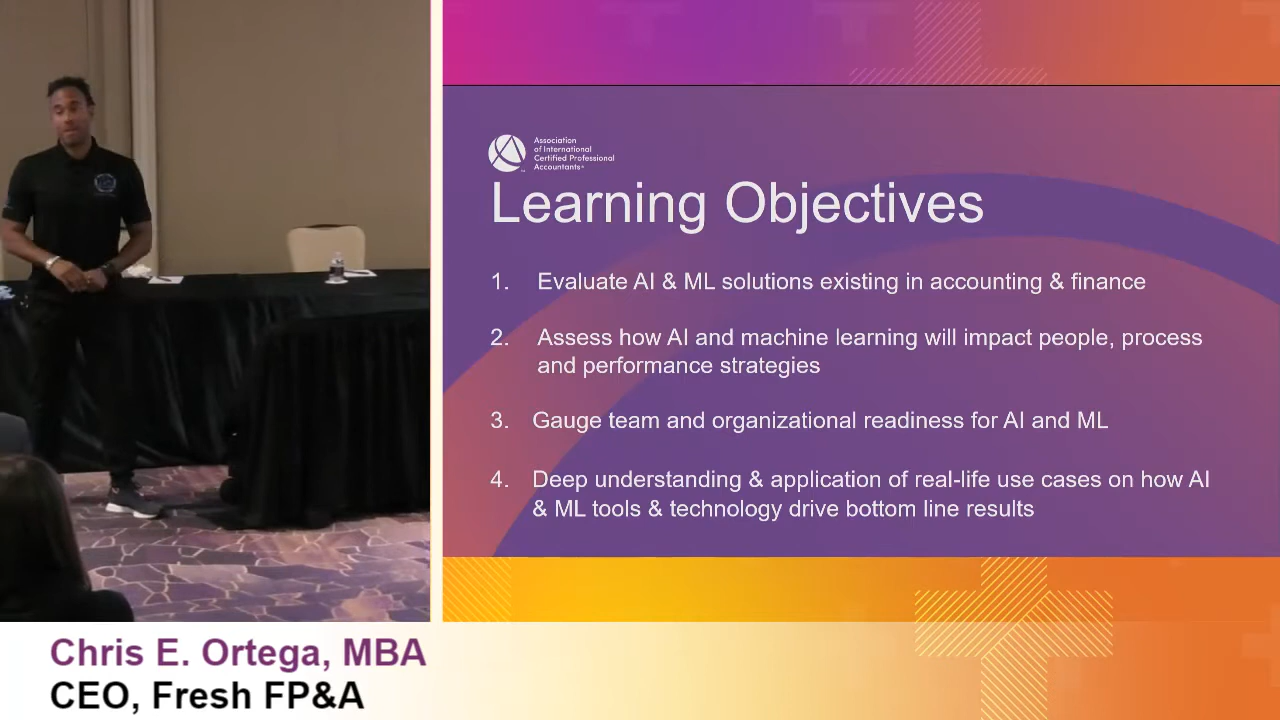 Association
of International
Certified Professional
Accountants
Learning Objectives
1. Evaluate AI & ML solutions existing in accounting & finance
2. Assess how AI and machine learning will impact people, process
and performance strategies
3. Gauge team and organizational readiness for AI and ML
4. Deep understanding & application of real-life use cases on how AI
& ML tools & technology drive bottom line results
Chris E. Ortega, MBA
CEO, Fresh FP&A